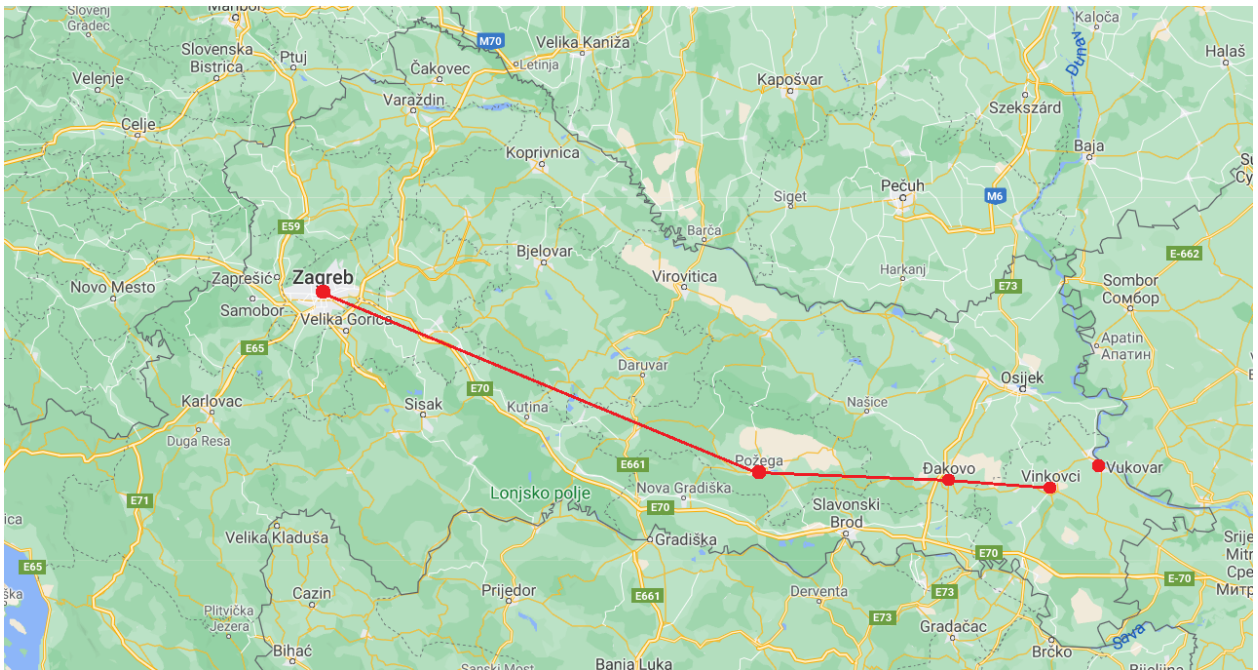 Slovenj
Gradec
Maribor
M70
Velika Kaniža
Letinja
Kaloča
Dunav
Halaš
Slovenska
Bistrica
Ptuj
Čakovec
Kapošvar
Velenje
Varaždin
Szekszárd
Celje
Baja
Koprivnica
Pečuh
M6
Siget
E59
Barča
Bjelovar
E-662
Zaprešić
Zagreb
Virovitica
Harkanj
E73
Sombor
Сомбор
Novo Mesto
Samobor
Velika Gorica
E65
Apatin
Апатин
Daruvar
Osijek
E70
Karlovac
Sisak
Kutina
Našice
Duga Resa
Požega
E661
Đakovo
Vinkovci
Vukovar
E71
Lonjsko polje
Nova Gradiška
E70
Slavonski
Brod
Velika Kladuša
Gradiška
E70
E-70
E65
Cazin
Prijedor
E661
Derventa
E73
E73
Plitvička
Jezera
Gradačac
Sava
Bihać
Brčko
Sanski Most
Banja Luka
Bijeljina